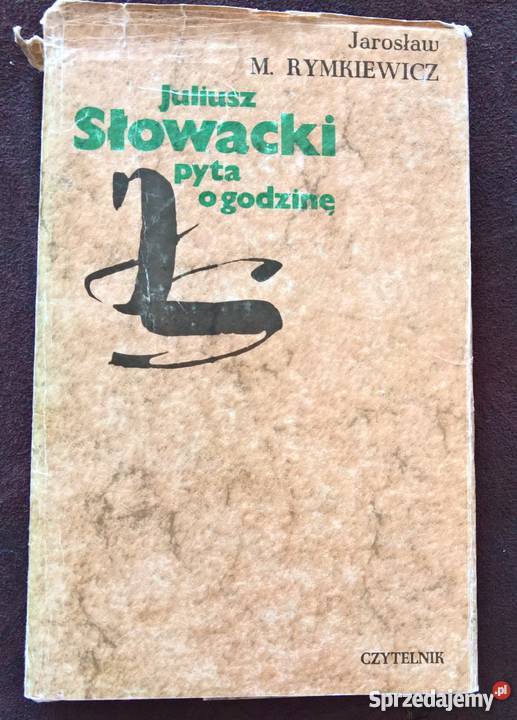 Jarosław
M. RYMKIEWICZ
Juliusz
Słowacki
pyta
o godzinę
CZYTELNIK
Sprzedajemy.pl